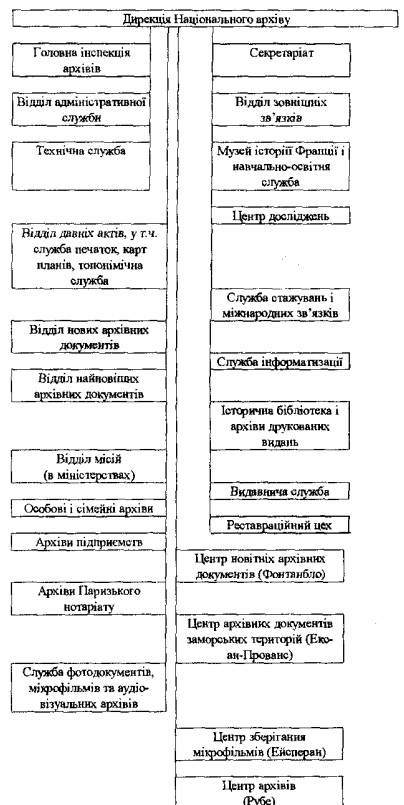 Дирекція Національного архіву
Головна інспекція
архівів
Відділ адміністративної
служби
Технічна служба
Відділ давніх актів, у т.ч.
служба печаток, карт
планів, топонімічна
служба
Відділ нових архівних
документів
Відділ найновіших
архівних документів
Відділ місій
(в міністерствах)
Особові і сімейні архіви
Архіви підприємств
Архіви Паризького
нотаріату
Служба фотодокументів,
мікрофільмів та аудіо-
візуальних архівів
Секретаріат
Відділ зовнішніх
зв'язків
Музей історіїі Франції і
навчально-освітня
служба
Центр досліджень
Служба стажувань і
міжнародних зв'язків
Служба інформатизації
Історична бібліотека і
архіви друкованих
видань
Видавнича служба
Реставраційний цех
Центр новітніх архівних
документів (Фонтанбло)
Центр архівних документів
заморських територій (Екс-
ан-Прованс)
Центр зберігання
мікрофільмів (Ейсперан)
Центр архівів
(Рубе)